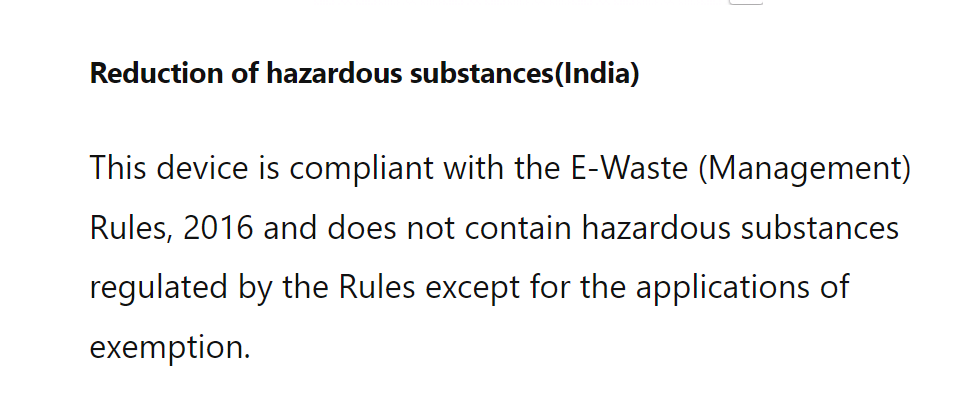 Reduction of hazardous substances(India)
This device is compliant with the E-Waste (Management)
Rules, 2016 and does not contain hazardous substances
regulated by the Rules except for the applications of
exemption.